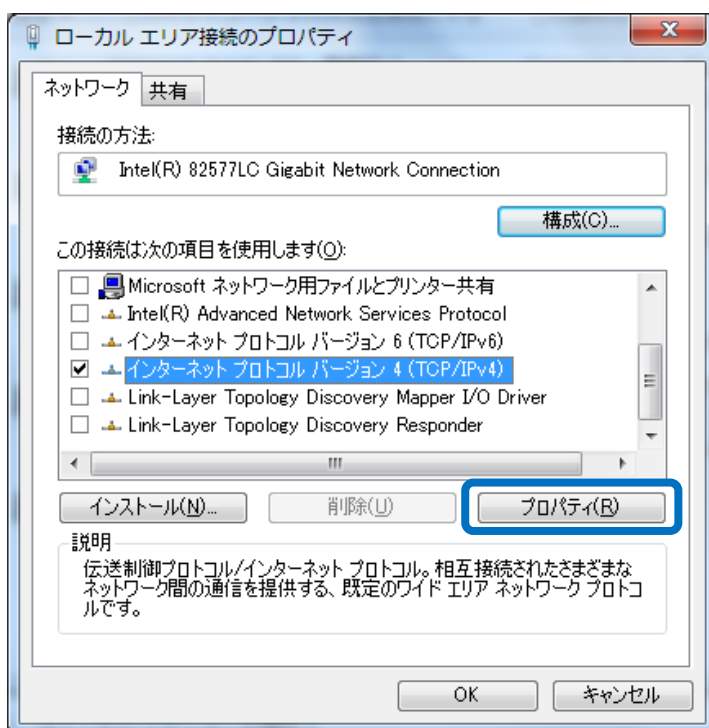 ローカル エリア接続のプロパティ
ネットワーク 共有
接続の方法:
Intel(R) 82577LC Gigabit Network Connection
構成(C)...
この接続は次の項目を使用します(O):
Microsoft ネットワーク用ファイルとプリンター共有
Intel(R) Advanced Network Services Protocol
インターネット プロトコル バージョン 6 (TCP/IPv6)
インターネット プロトコル バージョン 4 (TCP/IPv4)
Link-Layer Topology Discovery Mapper I/O Driver
Link-Layer Topology Discovery Responder
インストール(N)... 削除(U) プロパティ(R)
説明
伝送制御プロトコル/インターネット プロトコル。相互接続されたさまざまな
ネットワーク間の通信を提供する、既定のワイド エリア ネットワーク プロトコ
ルです。
OK キャンセル